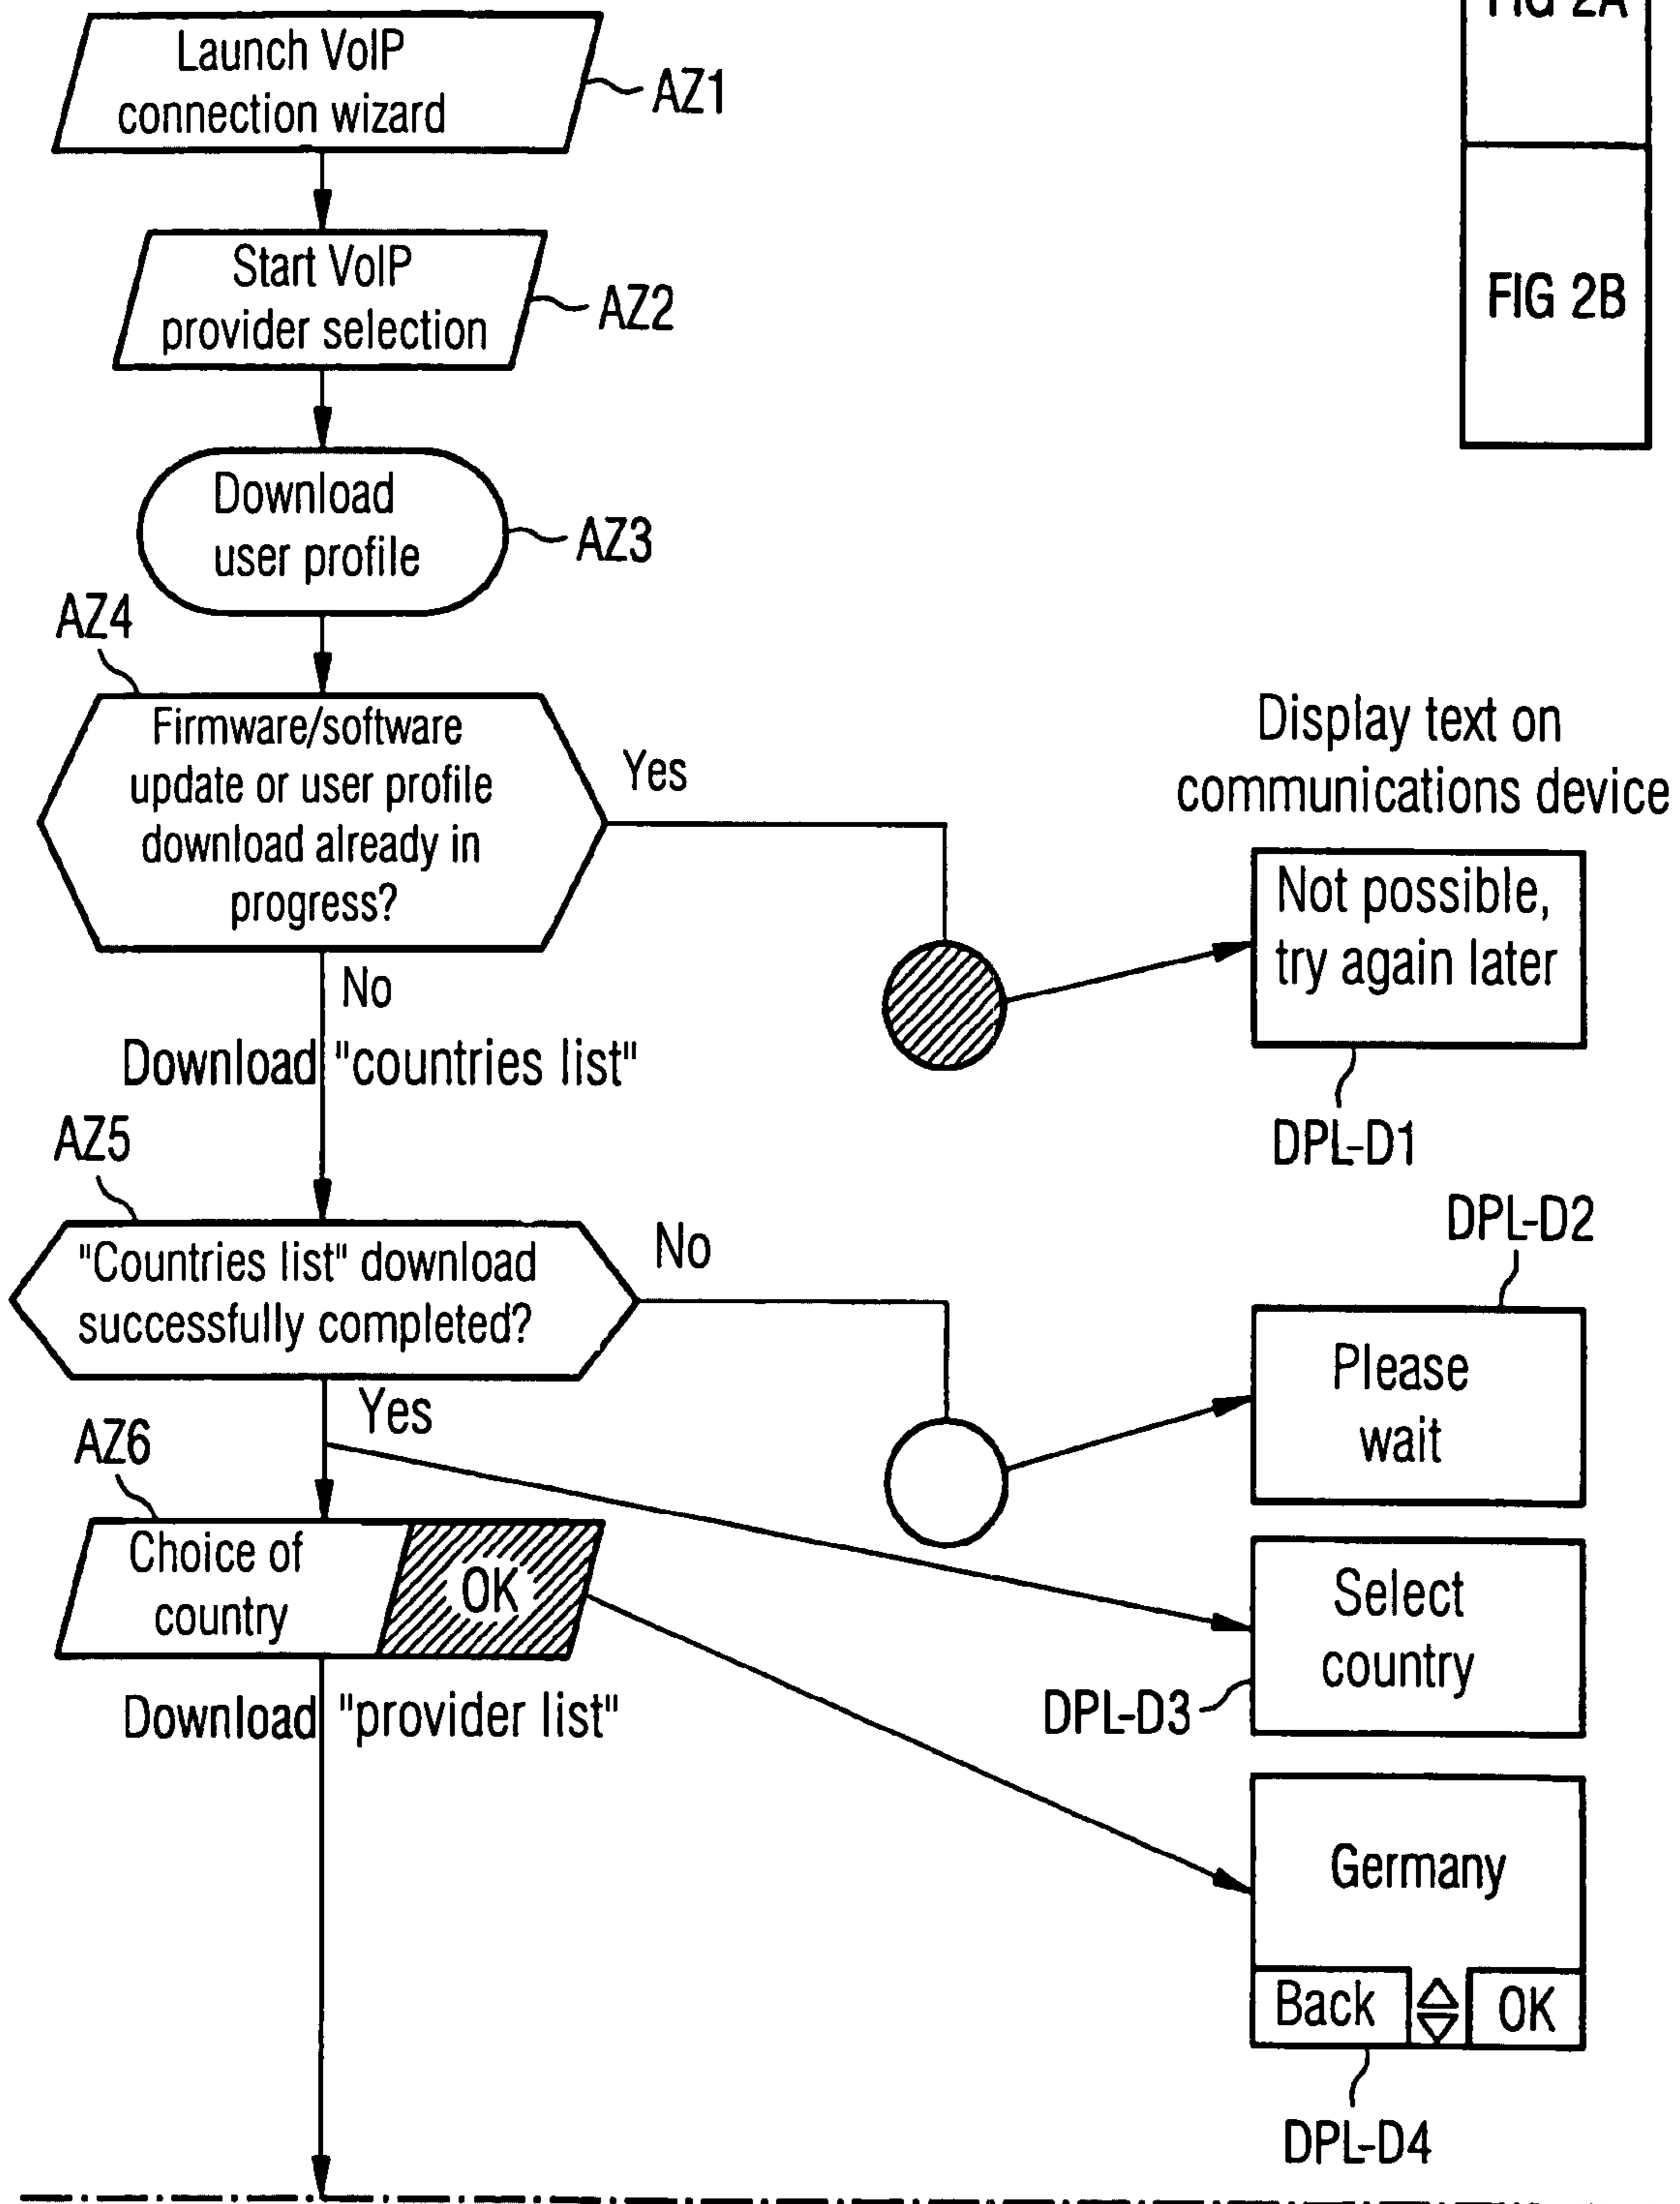 FIG 2A
FIG 2B
Launch VoIP
connection wizard
AZ1
Start VoIP
provider selection
AZ2
Download
user profile
AZ3
AZ4
Firmware/software
update or user profile
download already in
progress?
Yes
No
Display text on
communications device
Not possible,
try again later
DPL-D1
Download "countries list"
AZ5
"Countries list" download
successfully completed?
No
Yes
DPL-D2
Please
wait
AZ6
Choice of
country
OK
Select
country
DPL-D3
Download "provider list"
Germany
Back
OK
DPL-D4